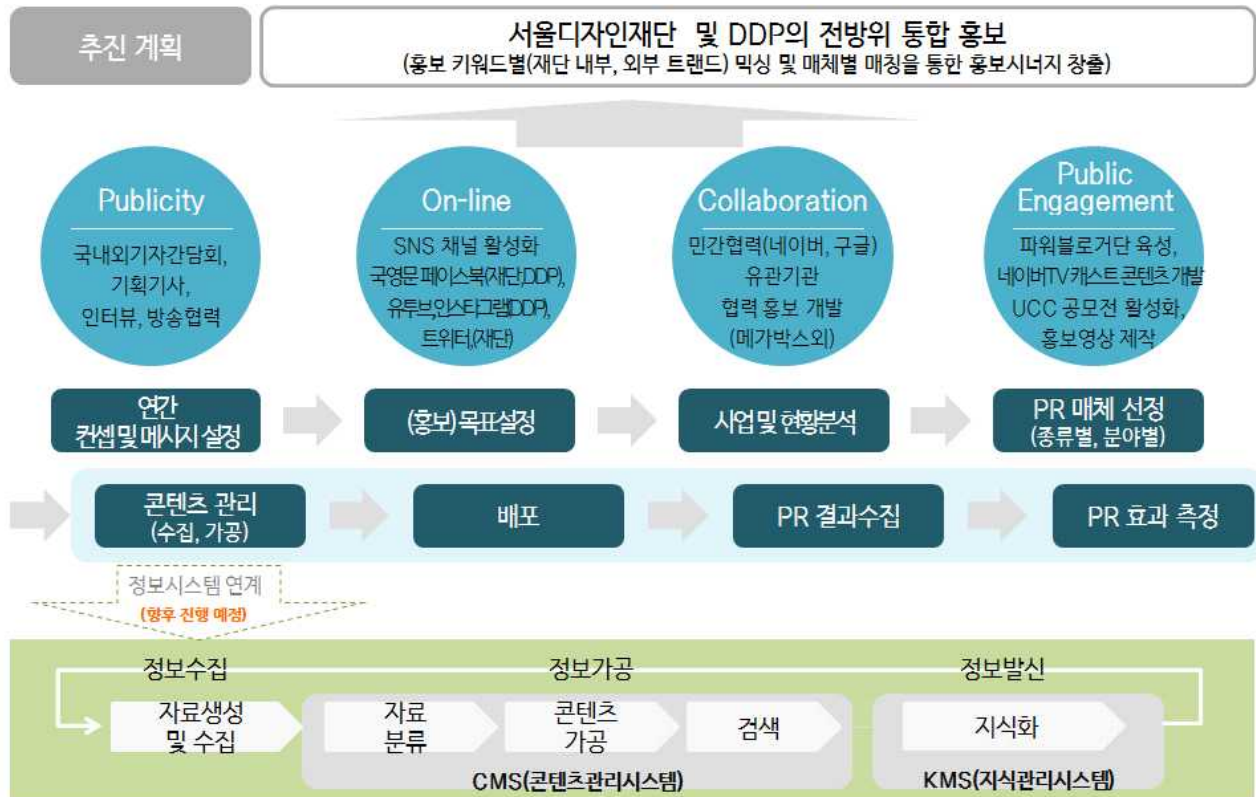 추진 계획
서울디자인재단 및 DDP의 전방위 통합 홍보
(홍보 키워드별(재단 내부, 외부 트랜드) 믹싱 및 매체별 매칭을 통한 홍보시너지 창출)
Publicity
국내외기자간담회,
기획기사,
인터뷰, 방송협력
On-line
SNS 채널 활성화
국영문 페이스북(재단,DDP),
유투브,인스타그램(DDP),
트위터,(재단)
Collaboration
민간협력(네이버, 구글)
유관기관
협력 홍보 개발
(메가박스외)
Public
Engagement
파워블로거단 육성,
네이버TV캐스트 콘텐츠 개발
UCC 공모전 활성화,
홍보영상 제작
연간
컨셉 및 메시지 설정
(홍보) 목표설정
사업 및 현황분석
PR 매체 선정
(종류별, 분야별)
콘텐츠 관리
(수집, 가공)
배포
PR 결과수집
PR 효과 측정
정보시스템 연계
(향후 진행 예정)
정보수집
정보가공
정보발신
자료생성
및 수집
자료
분류
콘텐츠
가공
검색
지식화
CMS(콘텐츠관리시스템)
KMS(지식관리시스템)